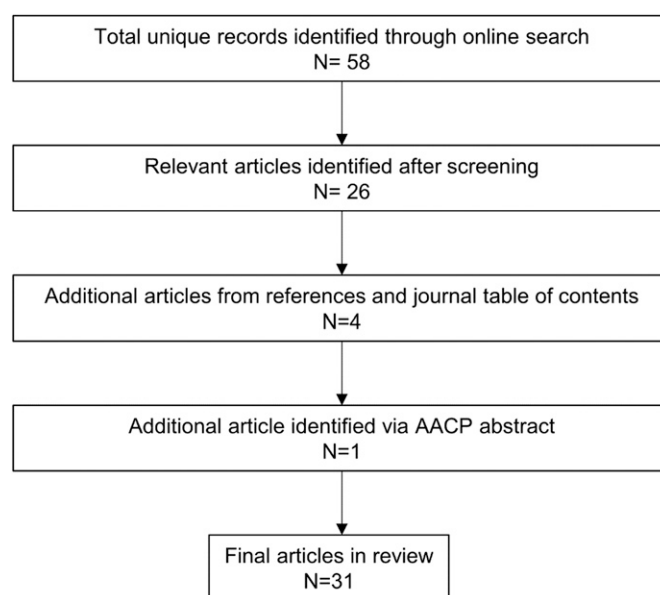 Total unique records identified through online search
N= 58
Relevant articles identified after screening
N= 26
Additional articles from references and journal table of contents
N=4
Additional article identified via AACP abstract
N=1
Final articles in review
N=31